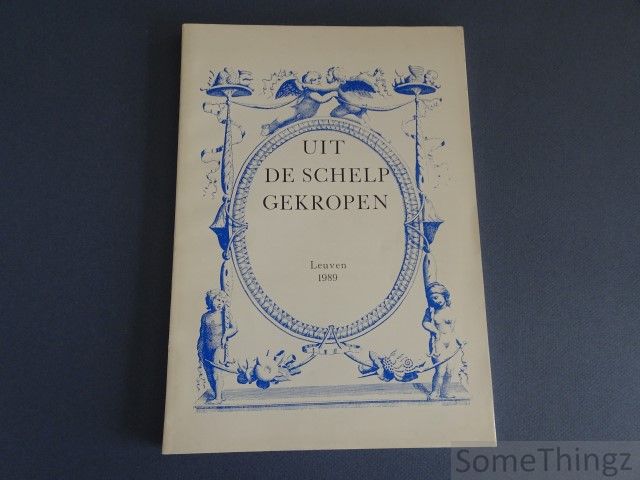 UIT
DE SCHELP
GEKROPEN
Leuven
1989
SomeThingz